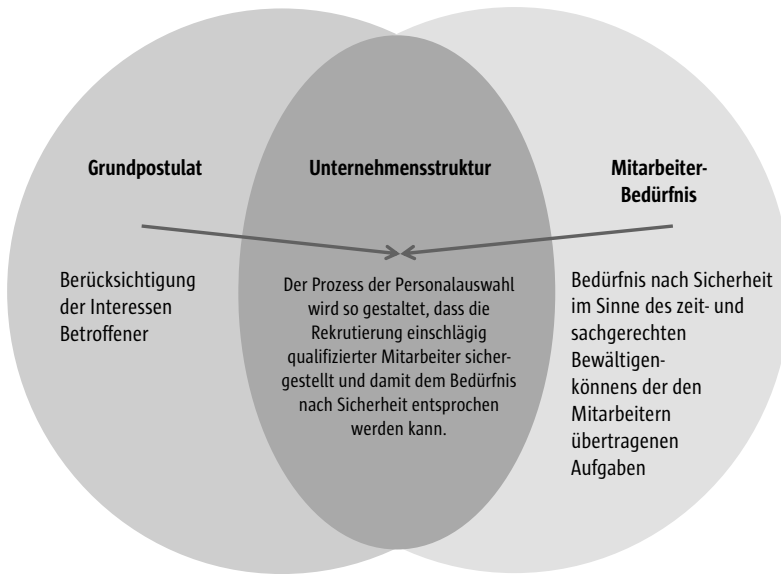 Grundpostulat
Berücksichtigung
der Interessen
Betroffener
Unternehmensstruktur
Der Prozess der Personalauswahl
wird so gestaltet, dass die
Rekrutierung einschlägig
qualifizierter Mitarbeiter sicher-
gestellt und damit dem Bedürfnis
nach Sicherheit entsprochen
werden kann.
Mitarbeiter-
Bedürfnis
Bedürfnis nach Sicherheit
im Sinne des zeit- und
sachgerechten
Bewältigen-
könnens der den
Mitarbeitern
übertragenen
Aufgaben